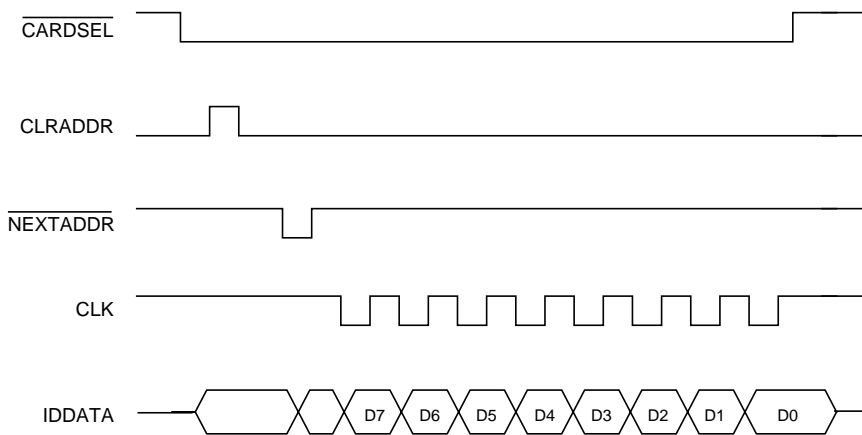 CARDSEL
CLRADDR
NEXTADDR
CLK
IDDATA D7 D6 D5 D4 D3 D2 D1 D0